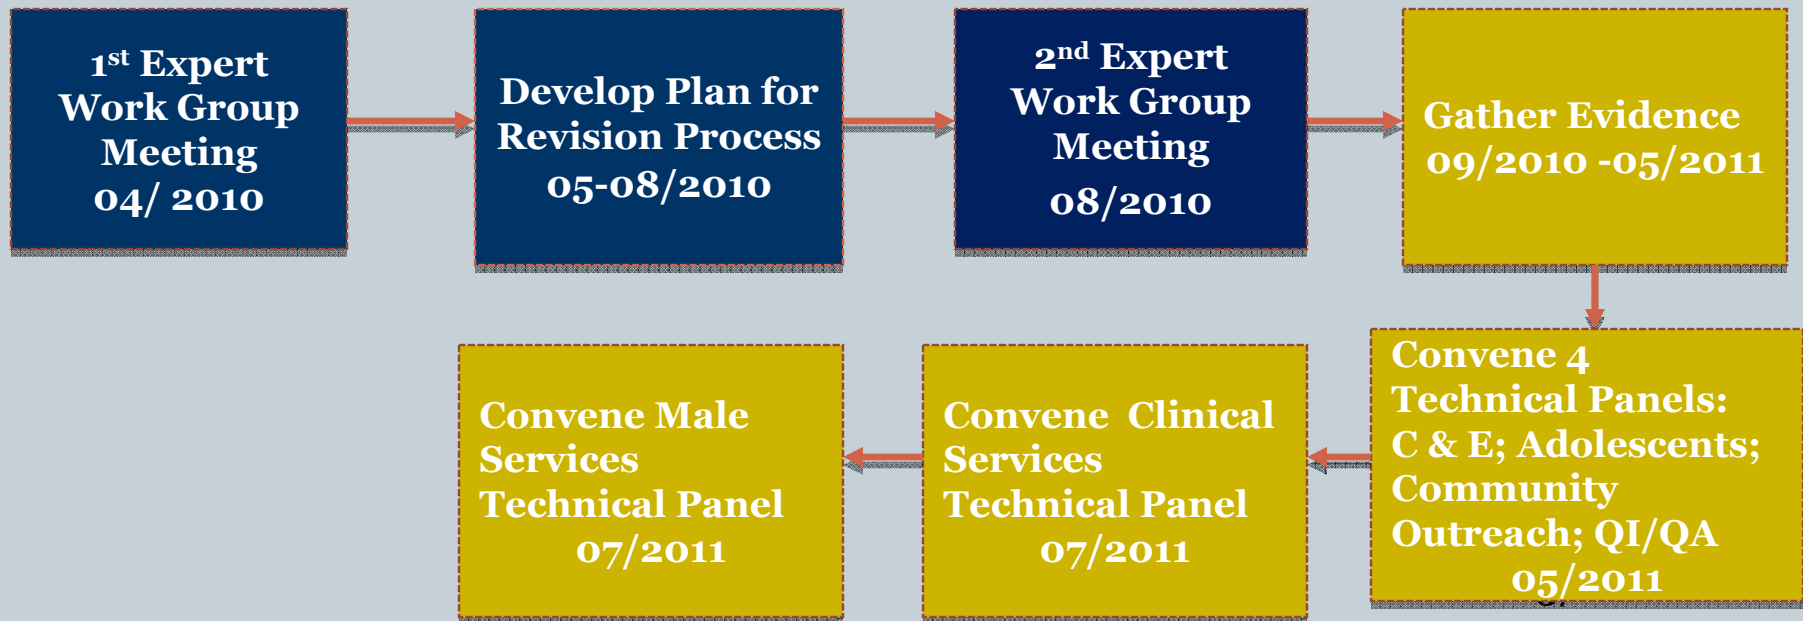 1st Expert
Work Group
Meeting
04/ 2010
Develop Plan for
Revision Process
05-08/2010
2nd Expert
Work Group
Meeting
08/2010
Gather Evidence
09/2010 -05/2011
Convene 4
Technical Panels:
C & E; Adolescents;
Community
Outreach; QI/QA
05/2011
Convene Clinical
Services
Technical Panel
07/2011
Convene Male
Services
Technical Panel
07/2011